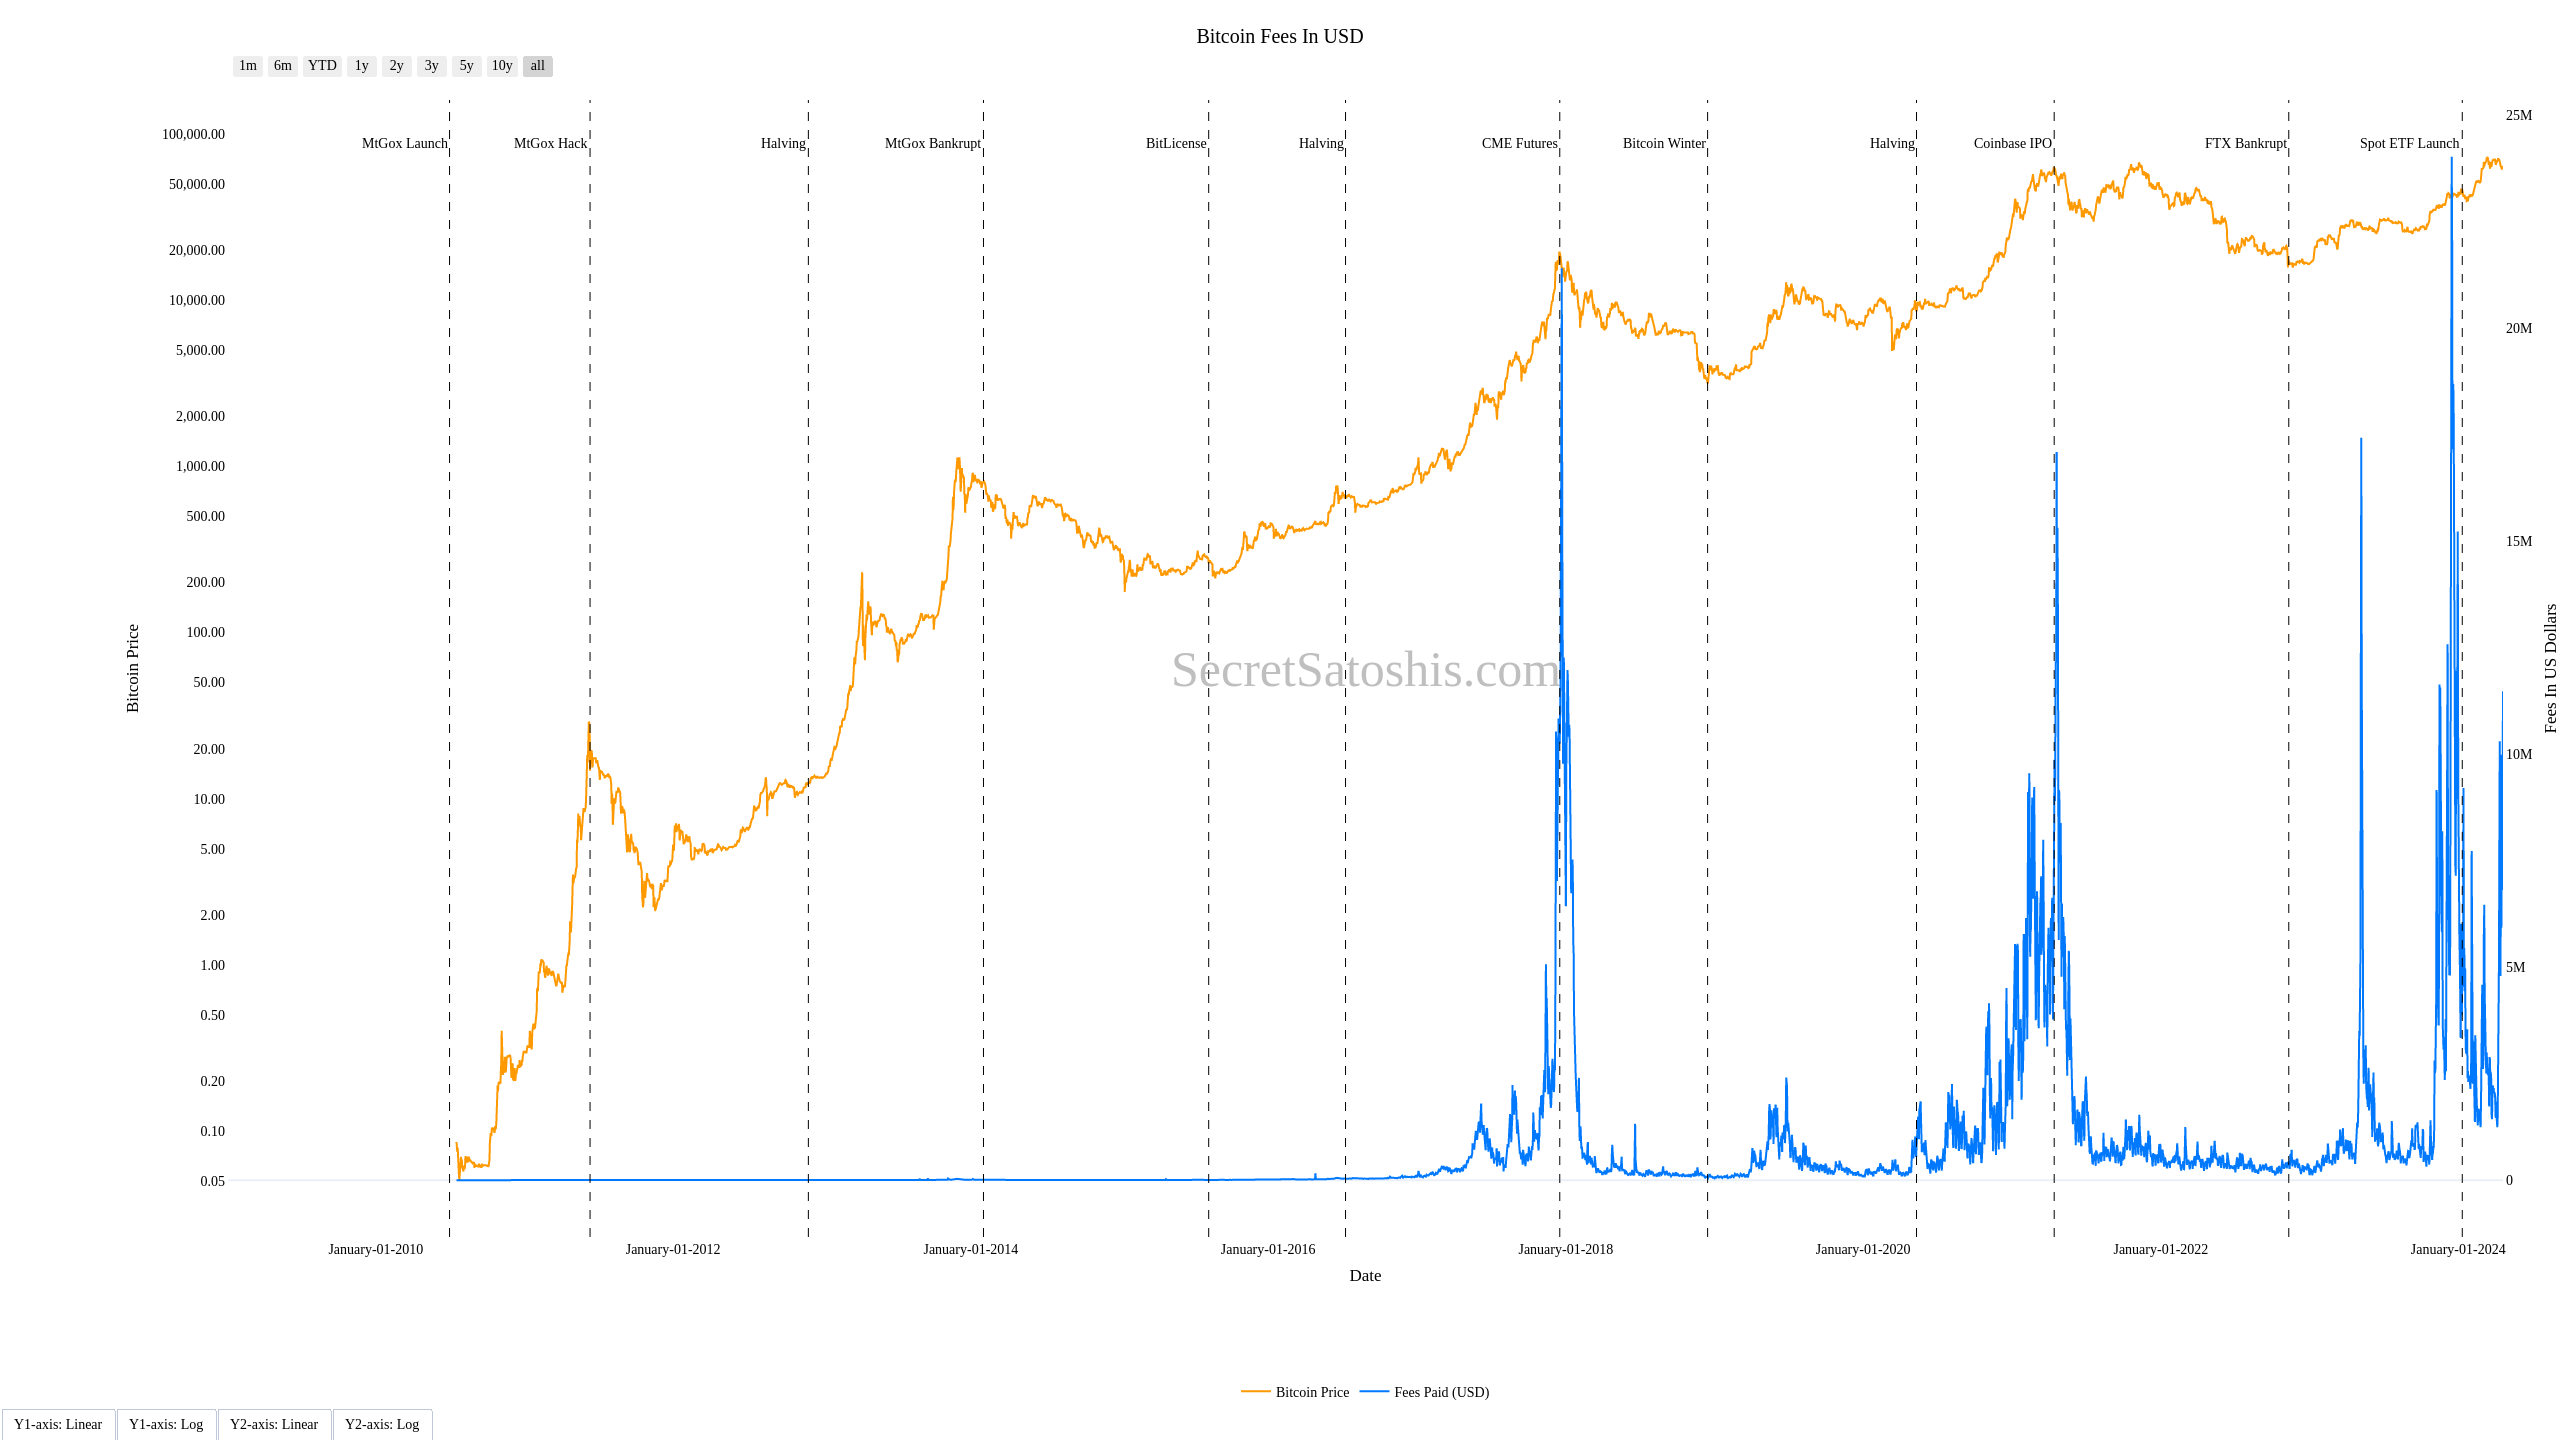 Bitcoin Fees In USD
1m 6m YTD 1y 2y 3y 5y 10y all
MtGox Launch MtGox Hack Halving MtGox Bankrupt BitLicense Halving CME Futures Bitcoin Winter Halving Coinbase IPO FTX Bankrupt Spot ETF Launch
Bitcoin Price
100,000.00
50,000.00
20,000.00
10,000.00
5,000.00
2,000.00
1,000.00
500.00
200.00
100.00
50.00
20.00
10.00
5.00
2.00
1.00
0.50
0.20
0.10
0.05
SecretSatoshis.com
25M
20M
15M
10M
5M
0
Fees In US Dollars
January-01-2010 January-01-2012 January-01-2014 January-01-2016 January-01-2018 January-01-2020 January-01-2022 January-01-2024
Date
Bitcoin Price Fees Paid (USD)
Y1-axis: Linear Y1-axis: Log Y2-axis: Linear Y2-axis: Log